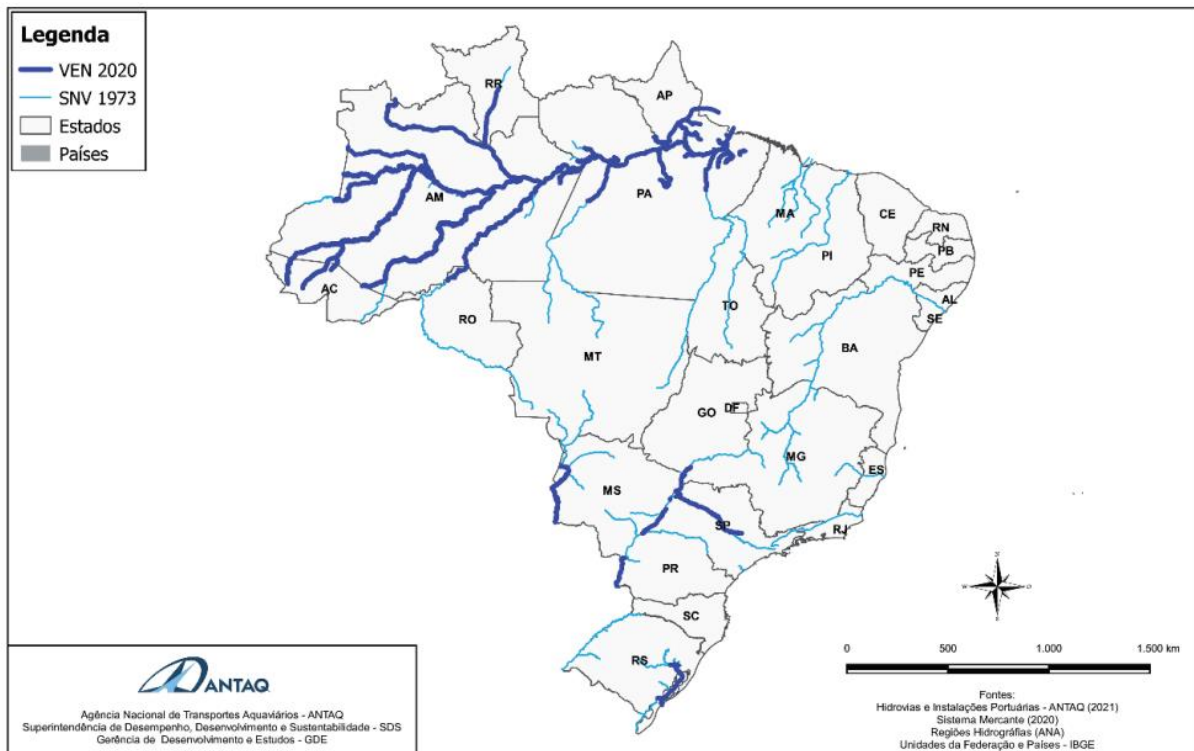 Legenda
VEN 2020
SNV 1973
Estados
Países
RR
AP
AM
PA
MA
CE
RN
PB
PI
PE
AL
SE
AC
RO
TO
BA
MT
GO
DF
MG
ES
MS
SP
RJ
PR
SC
RS
N
S
0
500
1.000
1.500 km
ANTAQ
Agência Nacional de Transportes Aquaviários - ANTAQ
Superintendência de Desempenho, Desenvolvimento e Sustentabilidade - SDS
Gerência de Desenvolvimento e Estudos - GDE
Fontes:
Hidrovias e Instalações Portuárias - ANTAQ (2021)
Sistema Mercante (2020)
Regiões Hidrográfias (ANA)
Unidades da Federação e Países - IBGE